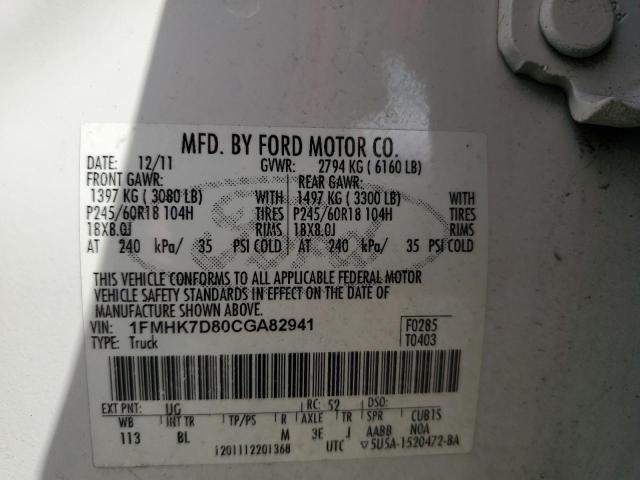 MFD. BY FORD MOTOR CO.
DATE: 12/11 GVWR: 2794 KG ( 6160 LB)
FRONT GAWR: REAR GAWR:
1397 KG ( 3080 LB) WITH 1497 KG ( 3300 LB) WITH
P245/60R18 104H TIRES P245/60R18 104H TIRES
18X8.0J RIMS 18X8.0J RIMS
AT 240 kPa/ 35 PSI COLD AT 240 kPa/ 35 PSI COLD
THIS VEHICLE CONFORMS TO ALL APPLICABLE FEDERAL MOTOR
VEHICLE SAFETY STANDARDS IN EFFECT ON THE DATE OF
MANUFACTURE SHOWN ABOVE.
VIN: 1FMHK7D80CGA82941 F0285
TYPE: Truck T0403
EXT PNT: UG RC: 52 DSO:
WB INT TR TP/PS R AXLE TR SPR CUBIS
113 BL M 3E J AABB NOA
1201112201368 UTC ▽5U5A-1520472-BA